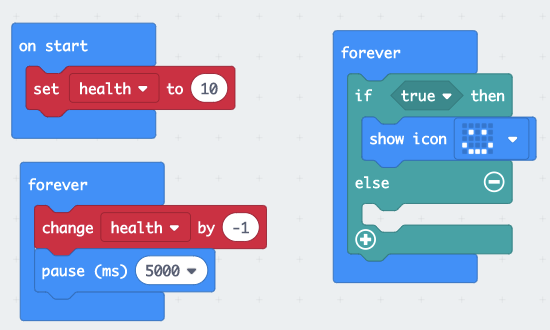 on start
set health to 10
forever
change health by -1
pause (ms) 5000
forever
if true then
show icon
else